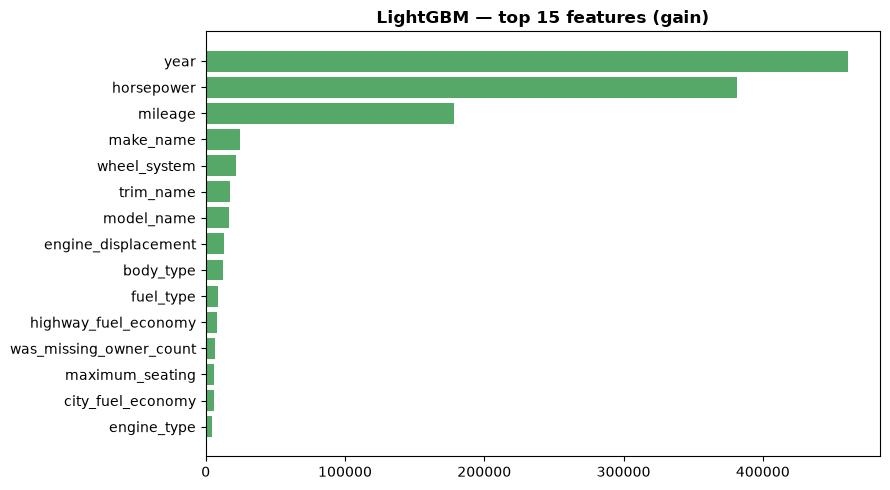 LightGBM — top 15 features (gain)
year
horsepower
mileage
make_name
wheel_system
trim_name
model_name
engine_displacement
body_type
fuel_type
highway_fuel_economy
was_missing_owner_count
maximum_seating
city_fuel_economy
engine_type
0 100000 200000 300000 400000